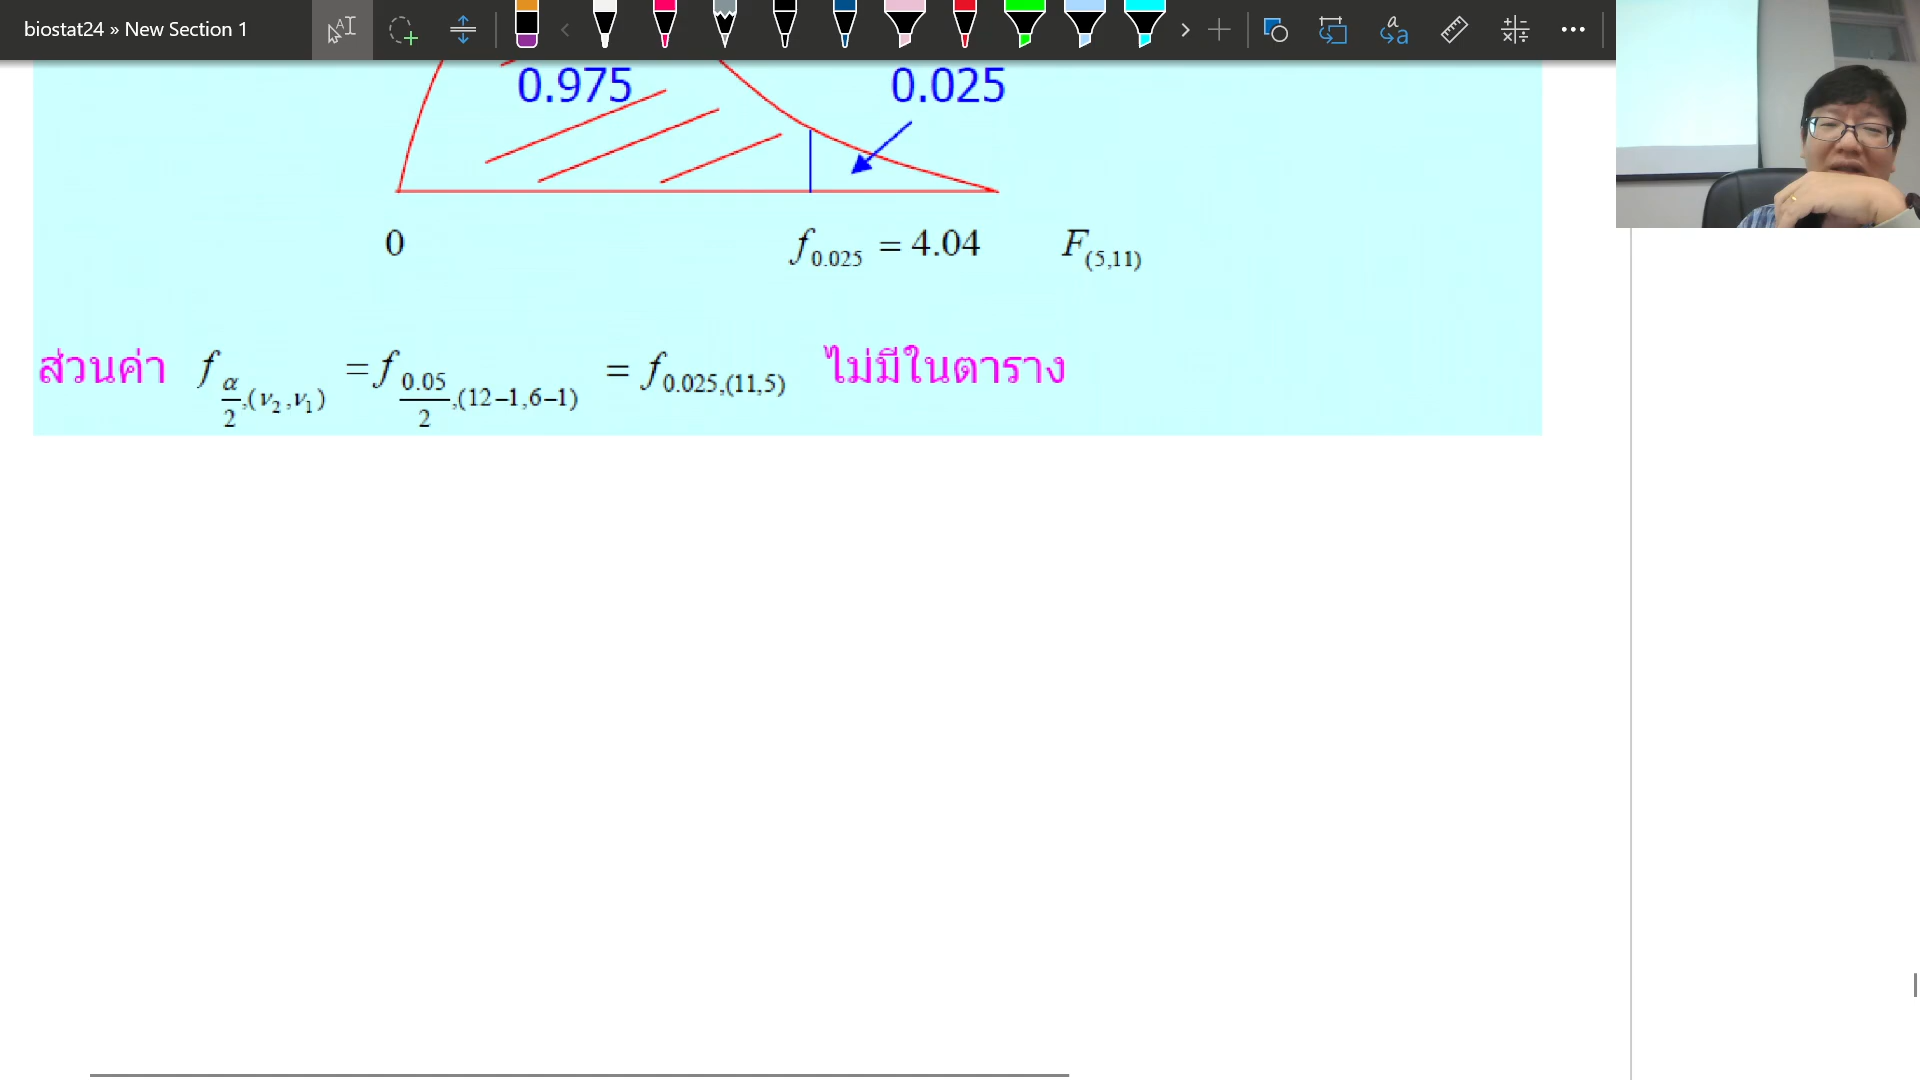 biostat24 » New Section 1
0.975 0.025
0 f0.025 = 4.04 F(5,11)
ส่วนค่า fα/2,(ν2,ν1) = f0.05/2,(12−1,6−1) = f0.025,(11,5) ไม่มีในตาราง